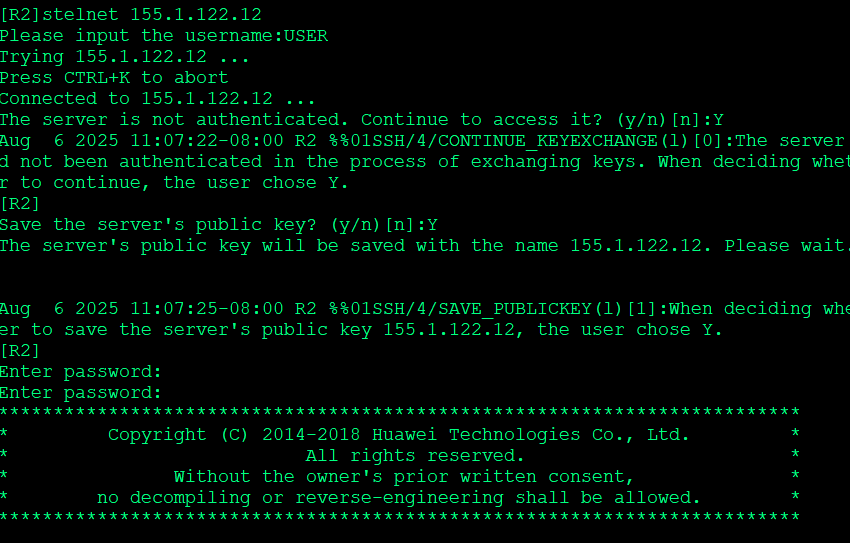 [R2]stelnet 155.1.122.12
Please input the username:USER
Trying 155.1.122.12 ...
Press CTRL+K to abort
Connected to 155.1.122.12 ...
The server is not authenticated. Continue to access it? (y/n)[n]:Y
Aug  6 2025 11:07:22-08:00 R2 %%01SSH/4/CONTINUE_KEYEXCHANGE(l)[0]:The server
d not been authenticated in the process of exchanging keys. When deciding whet
r to continue, the user chose Y.
[R2]
Save the server's public key? (y/n)[n]:Y
The server's public key will be saved with the name 155.1.122.12. Please wait.
Aug  6 2025 11:07:25-08:00 R2 %%01SSH/4/SAVE_PUBLICKEY(l)[1]:When deciding whe
er to save the server's public key 155.1.122.12, the user chose Y.
[R2]
Enter password:
Enter password:
*************************************************************************
*         Copyright (C) 2014-2018 Huawei Technologies Co., Ltd.         *
*                           All rights reserved.                        *
*               Without the owner's prior written consent,              *
*        no decompiling or reverse-engineering shall be allowed.        *
*************************************************************************